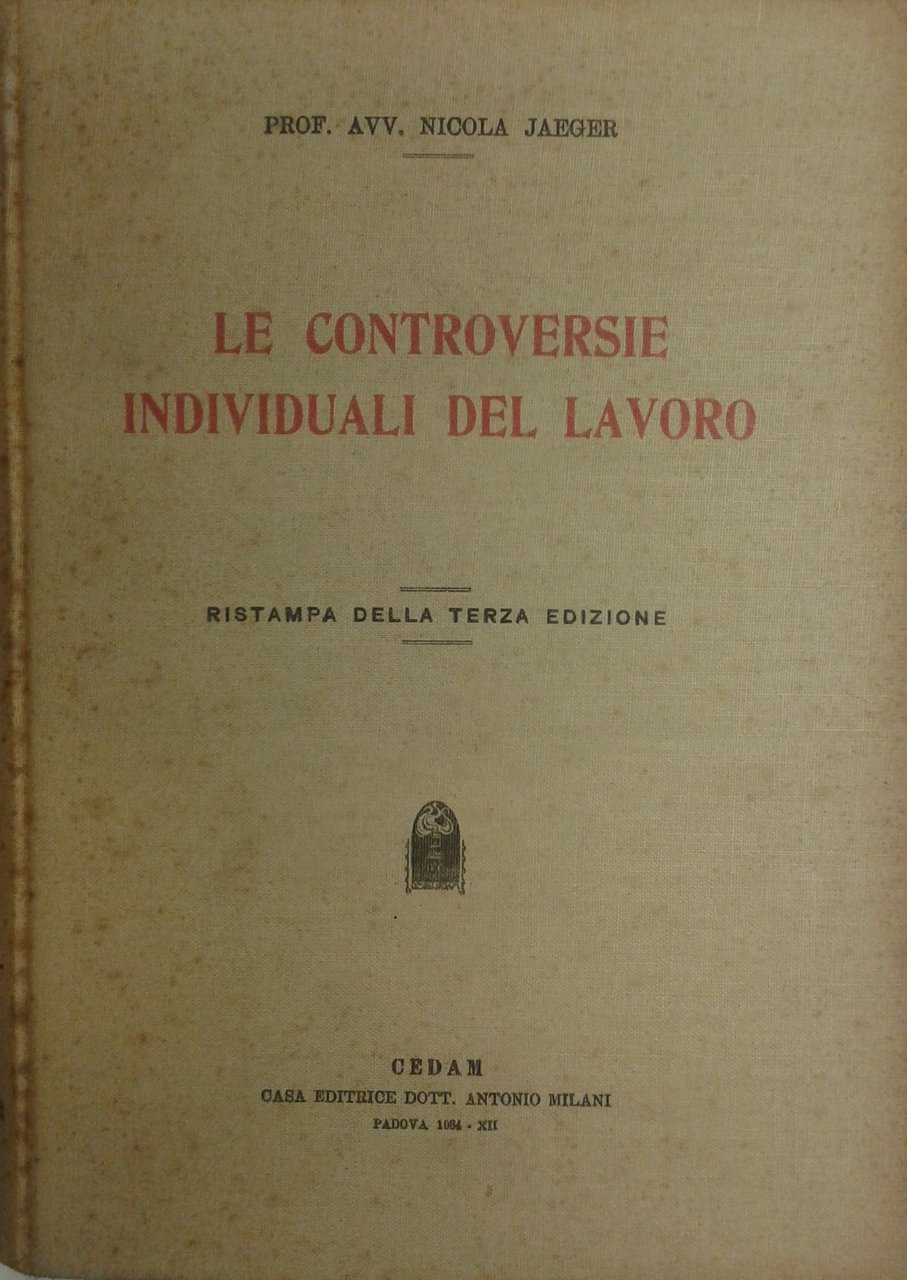 PROF. AVV. NICOLA JAEGER
LE CONTROVERSIE
INDIVIDUALI DEL LAVORO
RISTAMPA DELLA TERZA EDIZIONE
CEDAM
CASA EDITRICE DOTT. ANTONIO MILANI
PADOVA 1934 - XII